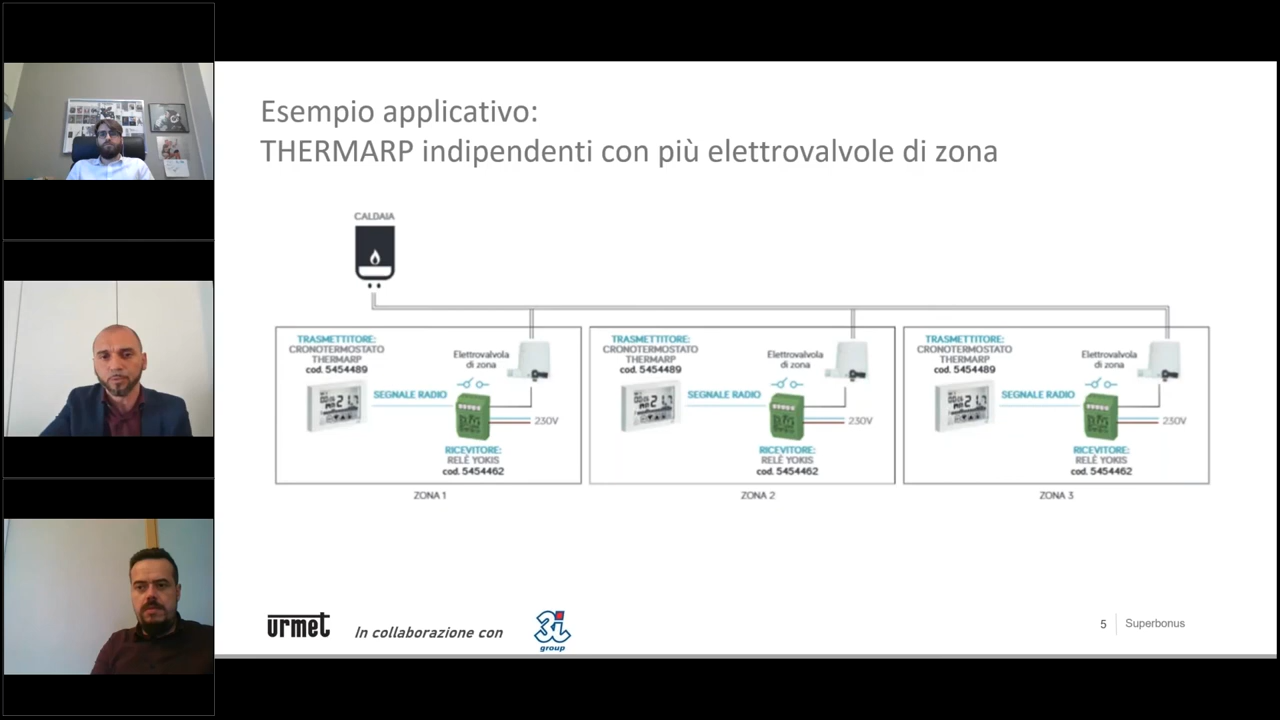 Esempio applicativo:
THERMARP indipendenti con più elettrovalvole di zona
CALDAIA
TRASMETTITORE:
CRONOTERMOSTATO
THERMARP
cod. 5454489
Elettrovalvola
di zona
SEGNALE RADIO
230V
RICEVITORE:
RELÈ YOKIS
cod. 5454462
ZONA 1
TRASMETTITORE:
CRONOTERMOSTATO
THERMARP
cod. 5454489
Elettrovalvola
di zona
SEGNALE RADIO
230V
RICEVITORE:
RELÈ YOKIS
cod. 5454462
ZONA 2
TRASMETTITORE:
CRONOTERMOSTATO
THERMARP
cod. 5454489
Elettrovalvola
di zona
SEGNALE RADIO
230V
RICEVITORE:
RELÈ YOKIS
cod. 5454462
ZONA 3
urmet
In collaborazione con
3i
group
5
Superbonus